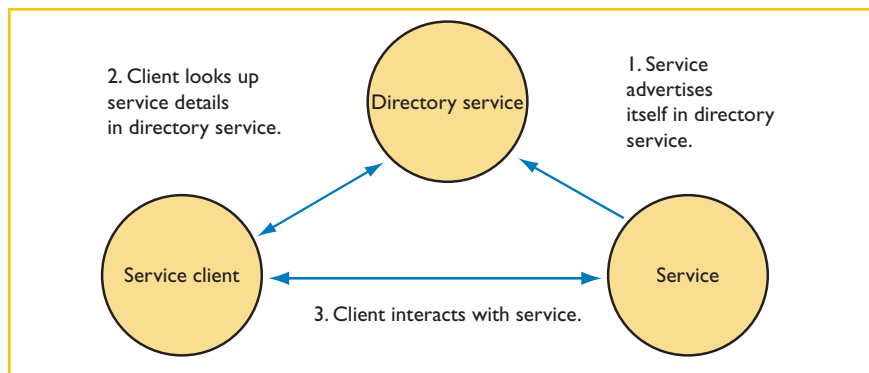 2. Client looks up
service details
in directory service.
Directory service
1. Service
advertises
itself in directory
service.
Service client
Service
3. Client interacts with service.